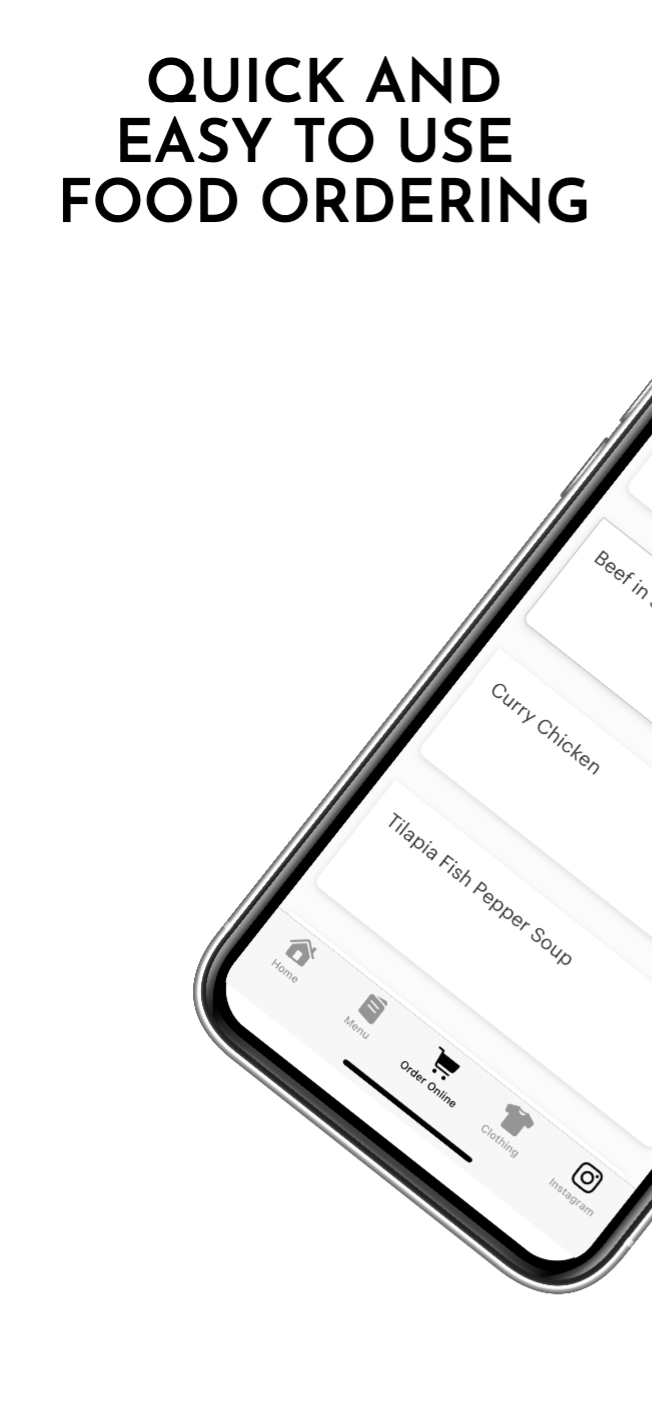 QUICK AND
EASY TO USE
FOOD ORDERING
Beef in
Curry Chicken
Tilapia Fish Pepper Soup
Home
Menu
Order Online
Clothing
Instagram